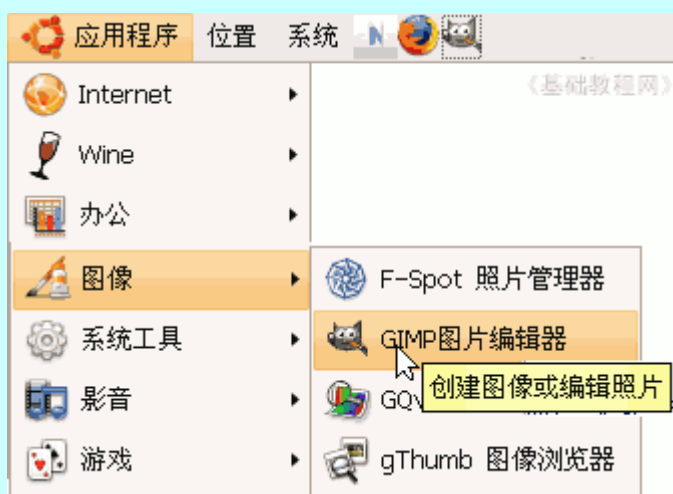 应用程序 位置 系统 N
《基础教程网》
Internet
Wine
办公
图像
系统工具
影音
游戏
F-Spot 照片管理器
GIMP图片编辑器
创建图像或编辑照片
gThumb 图像浏览器